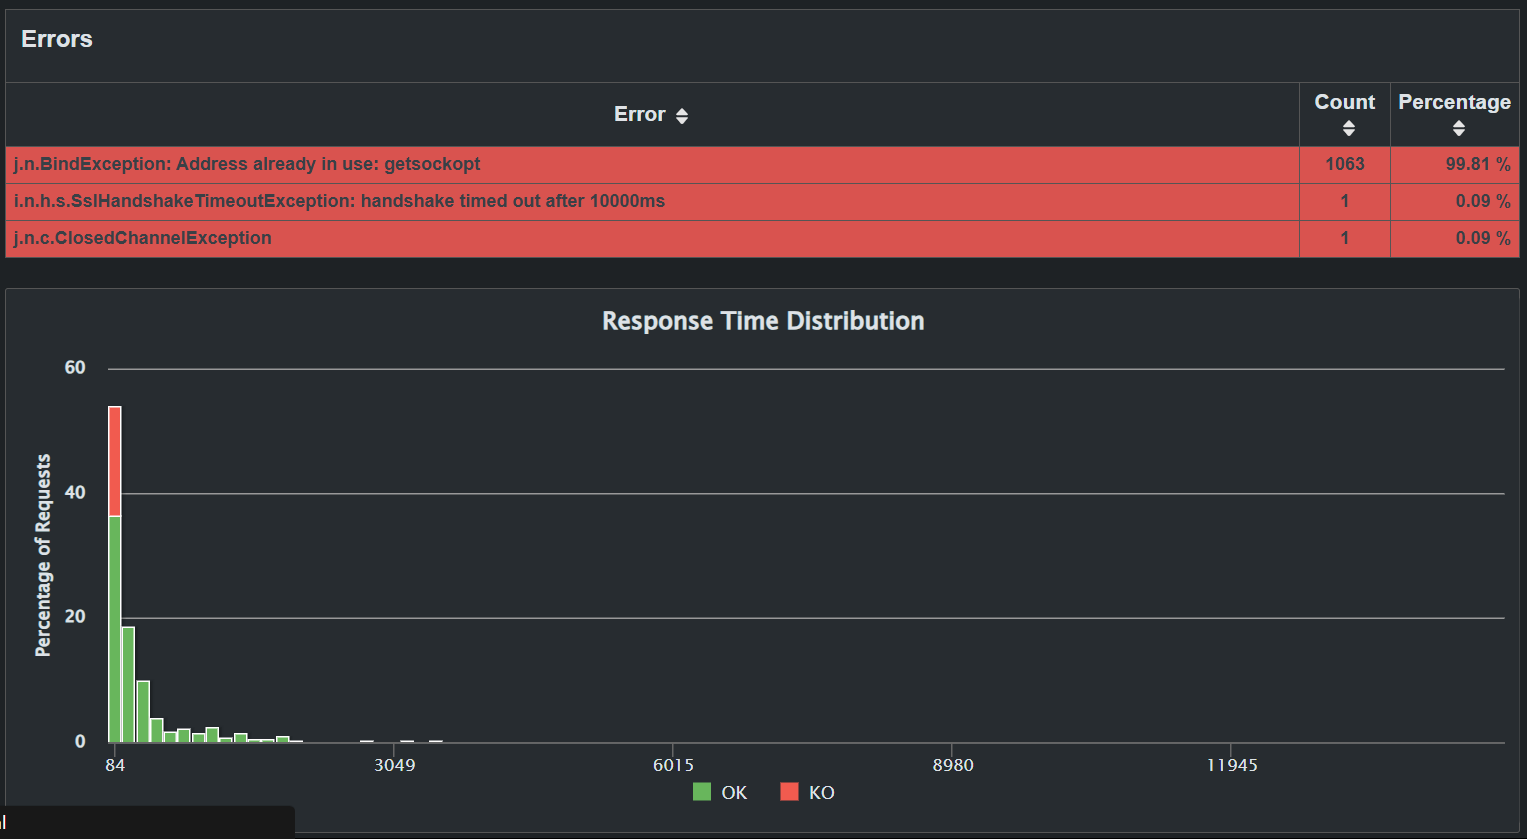 Errors
Error Count Percentage
j.n.BindException: Address already in use: getsockopt 1063 99.81 %
i.n.h.s.SslHandshakeTimeoutException: handshake timed out after 10000ms 1 0.09 %
j.n.c.ClosedChannelException 1 0.09 %
Response Time Distribution
Percentage of Requests
60
40
20
0
84 3049 6015 8980 11945
OK KO